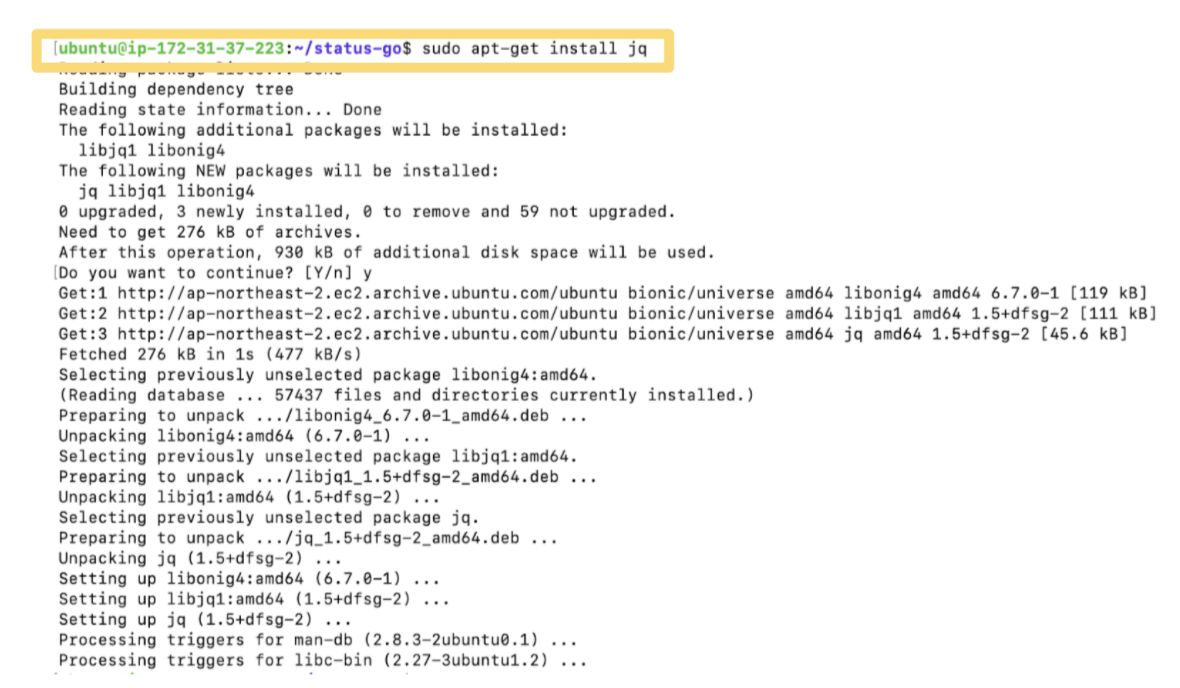 [ubuntu@ip-172-31-37-223:~/status-go$ sudo apt-get install jq
Reading package lists... Done
Building dependency tree
Reading state information... Done
The following additional packages will be installed:
  libjq1 libonig4
The following NEW packages will be installed:
  jq libjq1 libonig4
0 upgraded, 3 newly installed, 0 to remove and 59 not upgraded.
Need to get 276 kB of archives.
After this operation, 930 kB of additional disk space will be used.
[Do you want to continue? [Y/n] y
Get:1 http://ap-northeast-2.ec2.archive.ubuntu.com/ubuntu bionic/universe amd64 libonig4 amd64 6.7.0-1 [119 kB]
Get:2 http://ap-northeast-2.ec2.archive.ubuntu.com/ubuntu bionic/universe amd64 libjq1 amd64 1.5+dfsg-2 [111 kB]
Get:3 http://ap-northeast-2.ec2.archive.ubuntu.com/ubuntu bionic/universe amd64 jq amd64 1.5+dfsg-2 [45.6 kB]
Fetched 276 kB in 1s (477 kB/s)
Selecting previously unselected package libonig4:amd64.
(Reading database ... 57437 files and directories currently installed.)
Preparing to unpack .../libonig4_6.7.0-1_amd64.deb ...
Unpacking libonig4:amd64 (6.7.0-1) ...
Selecting previously unselected package libjq1:amd64.
Preparing to unpack .../libjq1_1.5+dfsg-2_amd64.deb ...
Unpacking libjq1:amd64 (1.5+dfsg-2) ...
Selecting previously unselected package jq.
Preparing to unpack .../jq_1.5+dfsg-2_amd64.deb ...
Unpacking jq (1.5+dfsg-2) ...
Setting up libonig4:amd64 (6.7.0-1) ...
Setting up libjq1:amd64 (1.5+dfsg-2) ...
Setting up jq (1.5+dfsg-2) ...
Processing triggers for man-db (2.8.3-2ubuntu0.1) ...
Processing triggers for libc-bin (2.27-3ubuntu1.2) ...